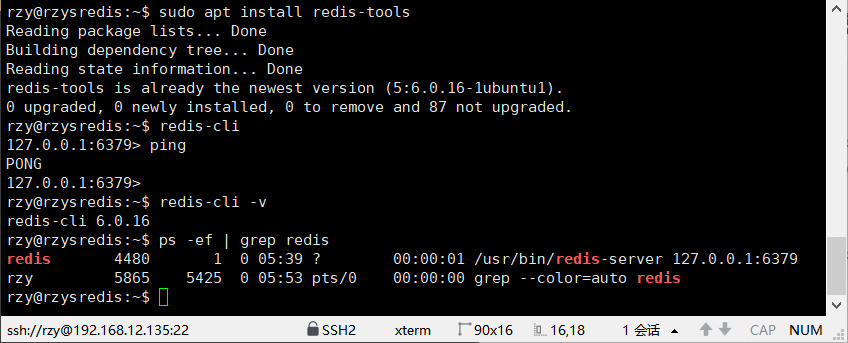 rzy@rzysredis:~$ sudo apt install redis-tools
Reading package lists... Done
Building dependency tree... Done
Reading state information... Done
redis-tools is already the newest version (5:6.0.16-1ubuntu1).
0 upgraded, 0 newly installed, 0 to remove and 87 not upgraded.
rzy@rzysredis:~$ redis-cli
127.0.0.1:6379> ping
PONG
127.0.0.1:6379>
rzy@rzysredis:~$ redis-cli -v
redis-cli 6.0.16
rzy@rzysredis:~$ ps -ef | grep redis
redis       4480       1  0 05:39 ?        00:00:01 /usr/bin/redis-server 127.0.0.1:6379
rzy         5865    5425  0 05:53 pts/0    00:00:00 grep --color=auto redis
rzy@rzysredis:~$
ssh://rzy@192.168.12.135:22 SSH2 xterm 90x16 16,18 1 会话 CAP NUM